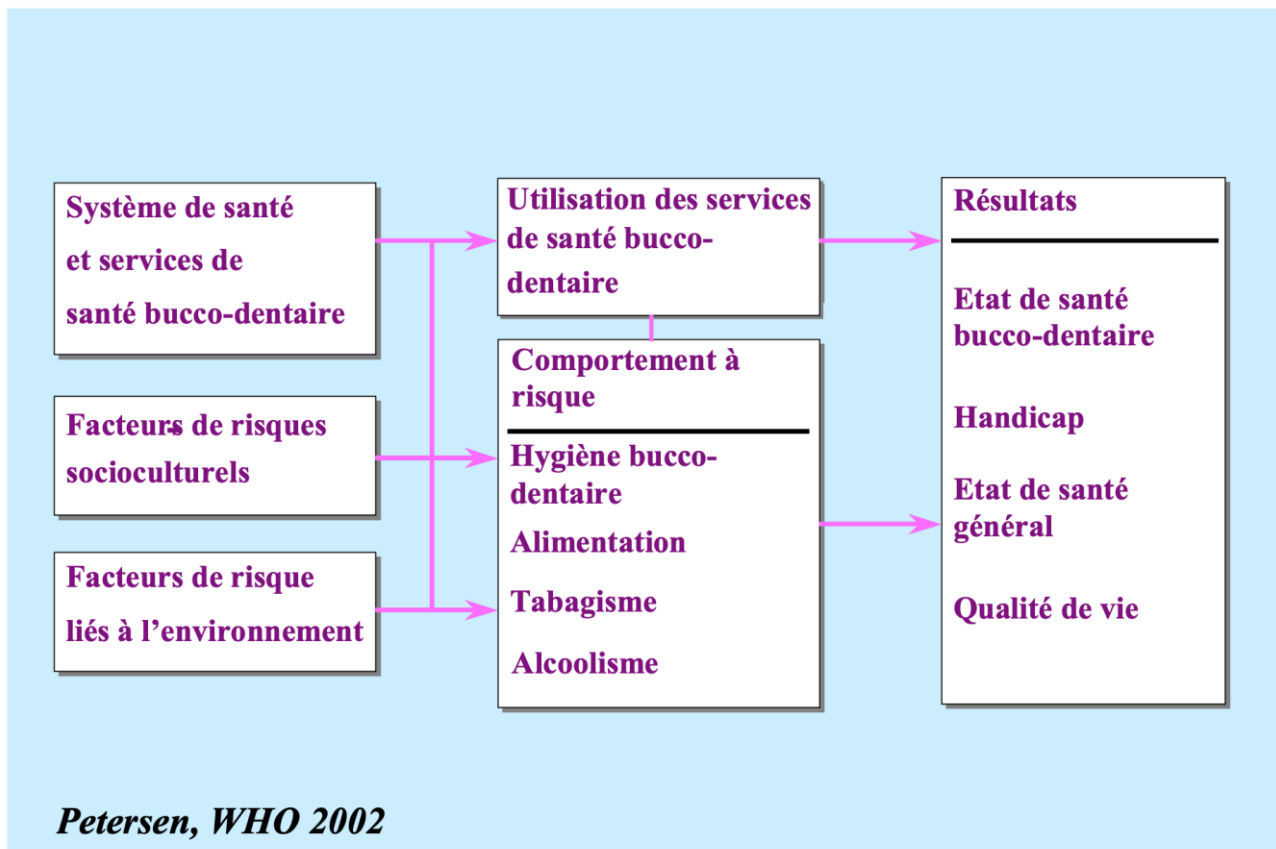 Système de santé
et services de
santé bucco-dentaire
Facteurs de risques
socioculturels
Facteurs de risque
liés à l’environnement
Utilisation des services
de santé bucco-
dentaire
Comportement à
risque
Hygiène bucco-
dentaire
Alimentation
Tabagisme
Alcoolisme
Résultats
Etat de santé
bucco-dentaire
Handicap
Etat de santé
général
Qualité de vie
Petersen, WHO 2002